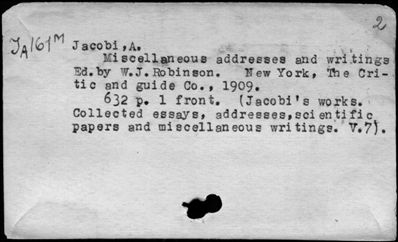 2
JA161M Jacobi,A.
Miscellaneous addresses and writings
Ed.by W.J.Robinson. New York, The Cri-
tic and guide Co., 1909.
632 p. 1 front. (Jacobi's works.
Collected essays, addresses,scientific
papers and miscellaneous writings. V.7).